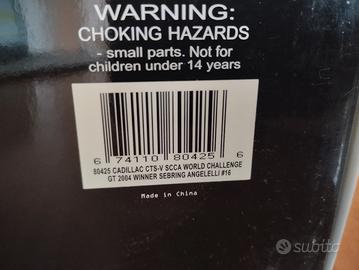 WARNING:
CHOKING HAZARDS
- small parts. Not for
children under 14 years
6 74110 80425 6
80425 CADILLAC CTS-V SCCA WORLD CHALLENGE
GT 2004 WINNER SEBRING ANGELELLI #16
Made in China
subito